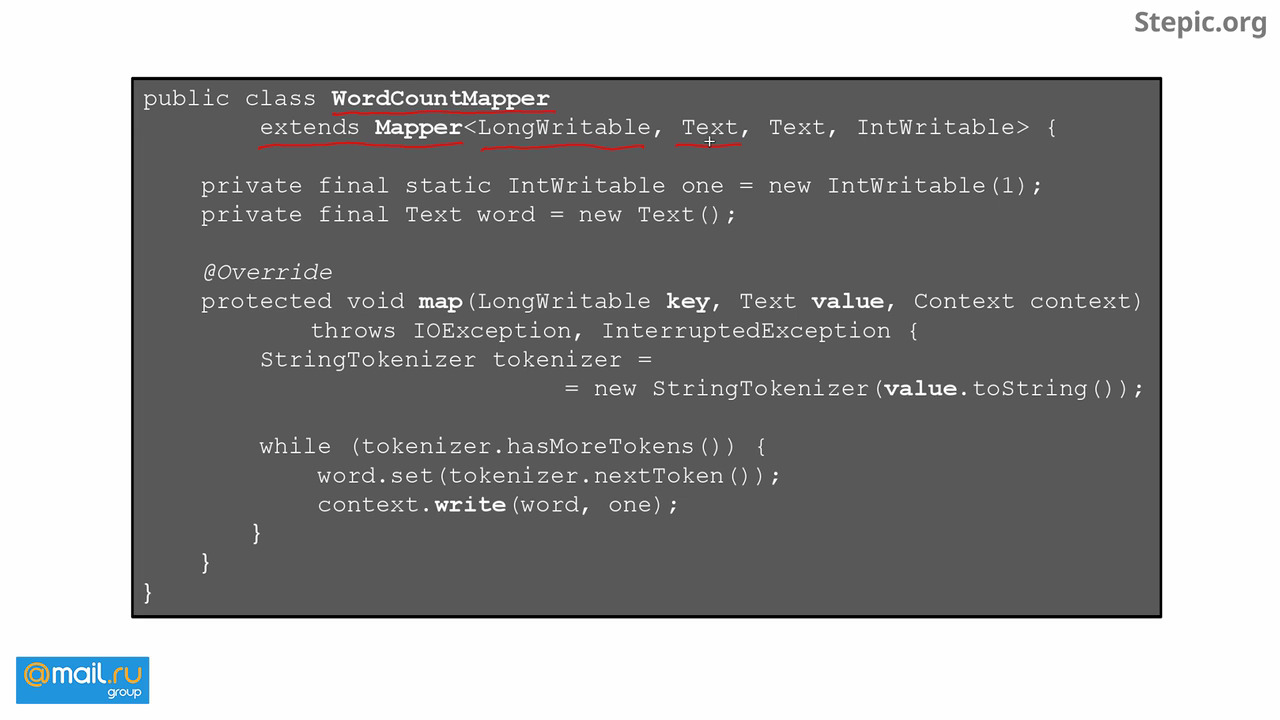 Stepic.org
public class WordCountMapper
extends Mapper<LongWritable, Text, Text, IntWritable> {
private final static IntWritable one = new IntWritable(1);
private final Text word = new Text();
@Override
protected void map(LongWritable key, Text value, Context context)
throws IOException, InterruptedException {
StringTokenizer tokenizer =
= new StringTokenizer(value.toString());
while (tokenizer.hasMoreTokens()) {
word.set(tokenizer.nextToken());
context.write(word, one);
}
}
}
@mail.ru
group